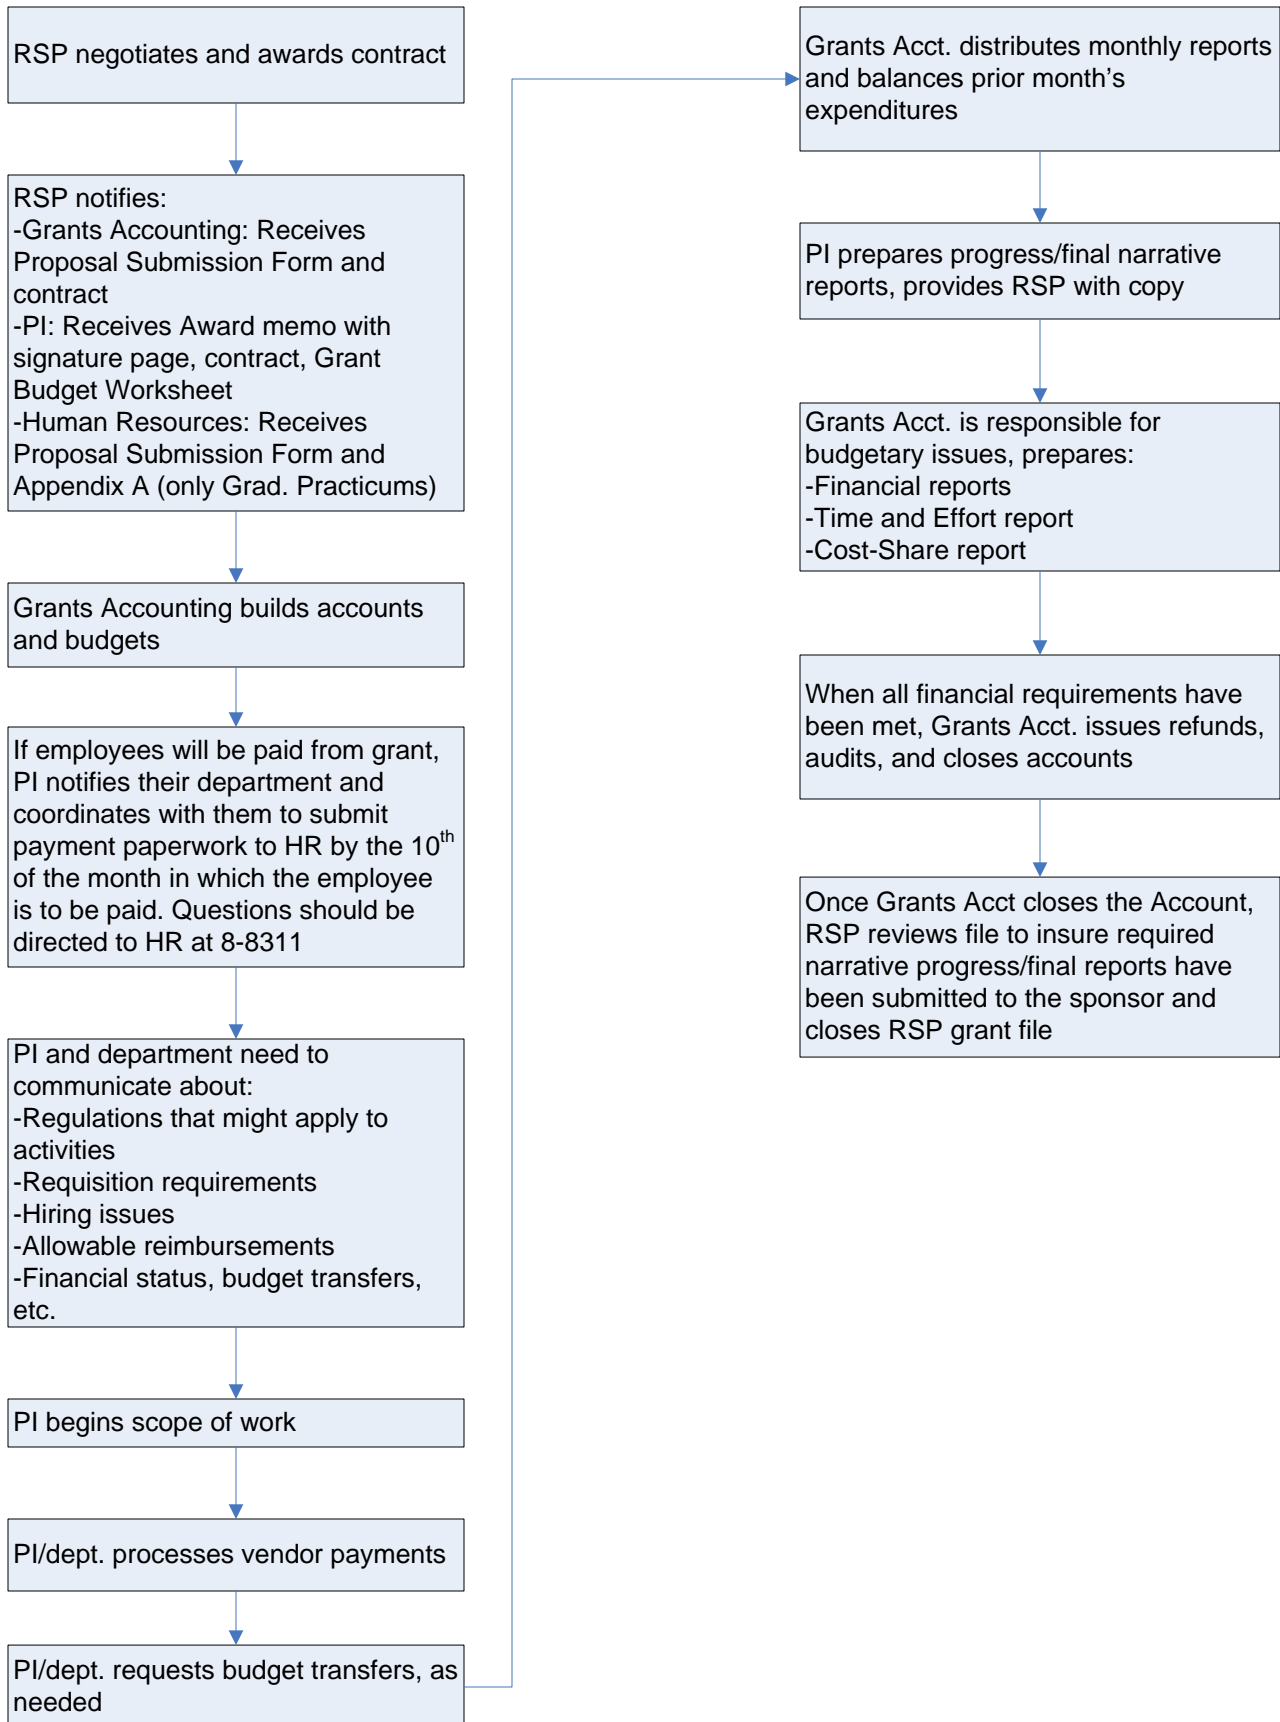 RSP negotiates and awards contract
RSP notifies:
-Grants Accounting: Receives
Proposal Submission Form and
contract
-PI: Receives Award memo with
signature page, contract, Grant
Budget Worksheet
-Human Resources: Receives
Proposal Submission Form and
Appendix A (only Grad. Practicums)
Grants Accounting builds accounts
and budgets
If employees will be paid from grant,
PI notifies their department and
coordinates with them to submit
payment paperwork to HR by the 10th
of the month in which the employee
is to be paid. Questions should be
directed to HR at 8-8311
PI and department need to
communicate about:
-Regulations that might apply to
activities
-Requisition requirements
-Hiring issues
-Allowable reimbursements
-Financial status, budget transfers,
etc.
PI begins scope of work
PI/dept. processes vendor payments
PI/dept. requests budget transfers, as
needed
Grants Acct. distributes monthly reports
and balances prior month’s
expenditures
PI prepares progress/final narrative
reports, provides RSP with copy
Grants Acct. is responsible for
budgetary issues, prepares:
-Financial reports
-Time and Effort report
-Cost-Share report
When all financial requirements have
been met, Grants Acct. issues refunds,
audits, and closes accounts
Once Grants Acct closes the Account,
RSP reviews file to insure required
narrative progress/final reports have
been submitted to the sponsor and
closes RSP grant file